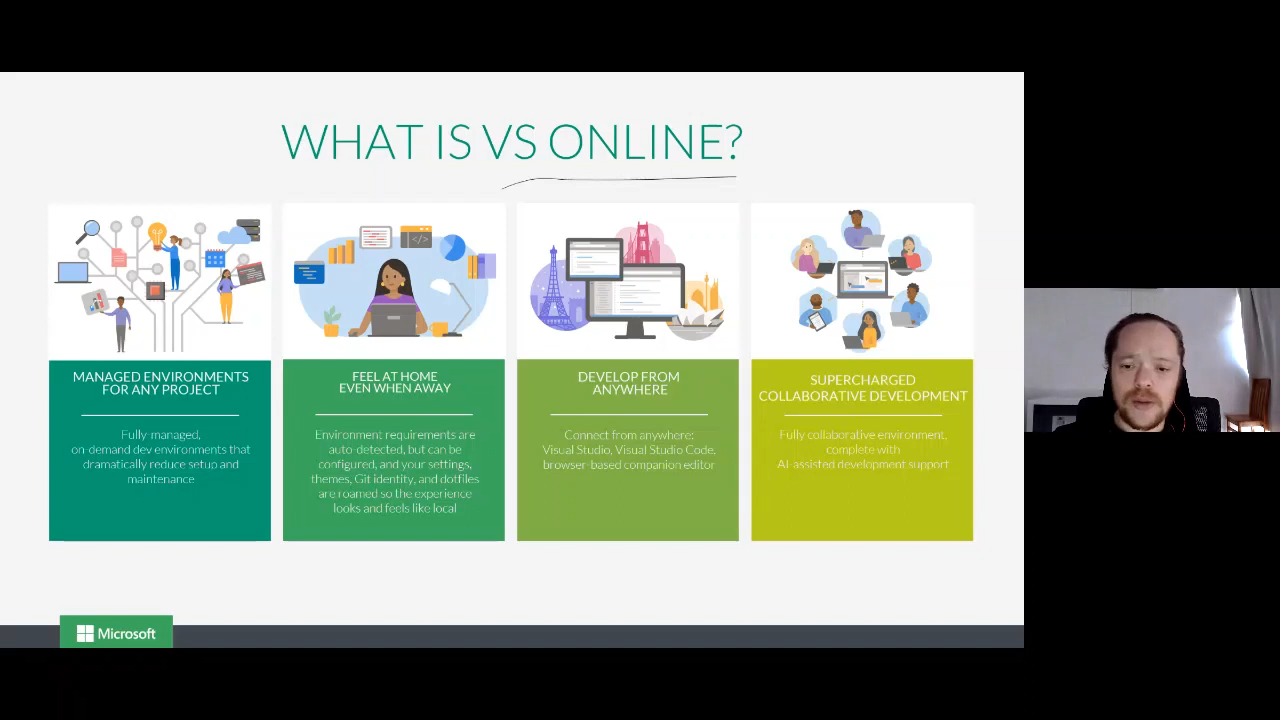 WHAT IS VS ONLINE?
MANAGED ENVIRONMENTS
FOR ANY PROJECT
Fully-managed,
on-demand dev environments that
dramatically reduce setup and
maintenance
FEEL AT HOME
EVEN WHEN AWAY
Environment requirements are
auto-detected, but can be
configured, and your settings,
themes, Git identity, and dotfiles
are roamed so the experience
looks and feels like local
DEVELOP FROM
ANYWHERE
Connect from anywhere:
Visual Studio, Visual Studio Code,
browser-based companion editor
SUPERCHARGED
COLLABORATIVE DEVELOPMENT
Fully collaborative environment,
complete with
AI-assisted development support
Microsoft